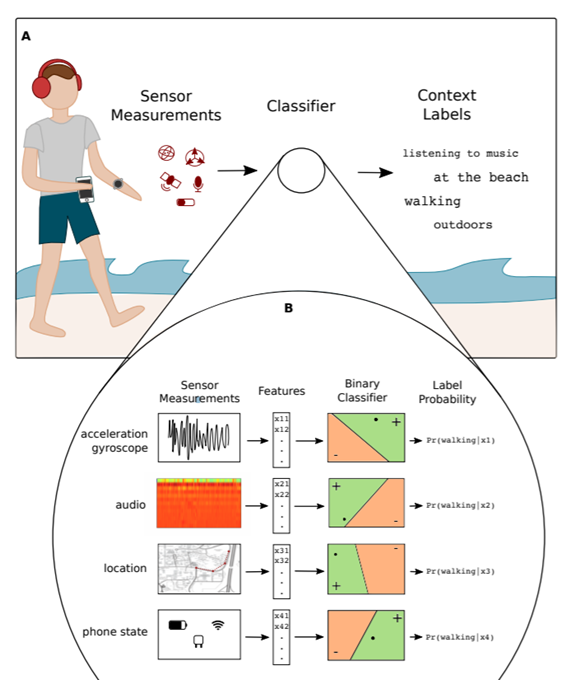 A
Sensor
Measurements
Classifier
Context
Labels
listening to music
at the beach
walking
outdoors
B
Sensor
Measurements
Features
Binary
Classifier
Label
Probability
acceleration
gyroscope
x11
x12
.
.
.
+
-
Pr(walking|x1)
audio
x21
x22
.
.
.
+
-
Pr(walking|x2)
location
x31
x32
.
.
.
-
+
Pr(walking|x3)
phone state
x41
x42
.
.
.
+
-
Pr(walking|x4)